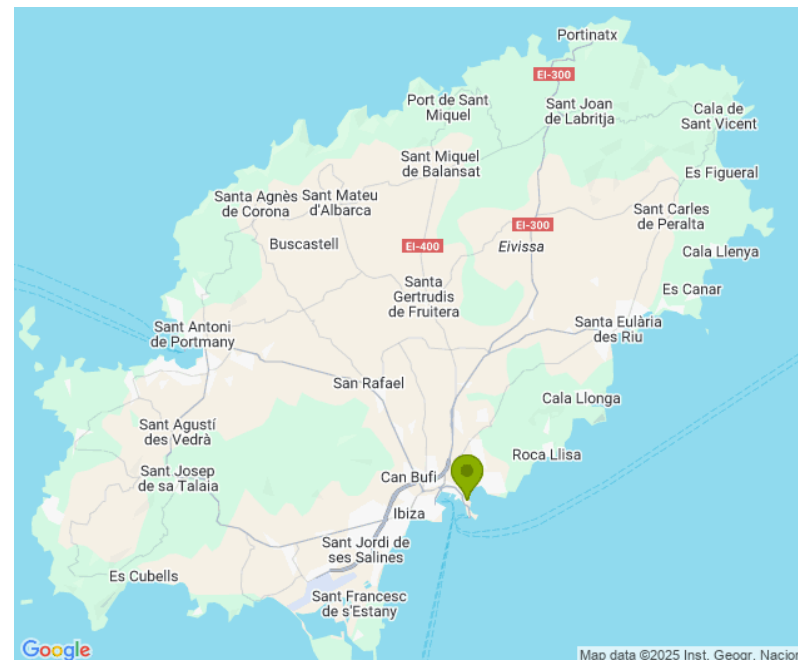 Portinatx
EI-300
Port de Sant
Miquel
Sant Joan
de Labritja
Cala de
Sant Vicent
Sant Miquel
de Balansat
Es Figueral
Santa Agnès
de Corona
Sant Mateu
d'Albarca
Sant Carles
de Peralta
EI-300
Buscastell
EI-400
Eivissa
Cala Llenya
Santa
Gertrudis
de Fruitera
Es Canar
Sant Antoni
de Portmany
Santa Eulària
des Riu
San Rafael
Cala Llonga
Sant Agustí
des Vedrà
Roca Llisa
Sant Josep
de sa Talaia
Can Bufí
Ibiza
Sant Jordi de
ses Salines
Es Cubells
Sant Francesc
de s'Estany
Google
Map data ©2025 Inst. Geogr. Nacior